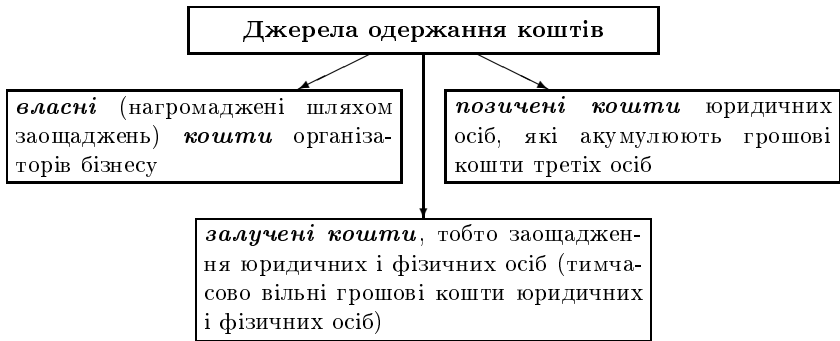 Джерела одержання коштів
власні (нагромаджені шляхом
заощаджень) кошти організа-
торів бізнесу
позичені кошти юридичних
осіб, які акумулюють грошові
кошти третіх осіб
залучені кошти, тобто заощаджен-
ня юридичних і фізичних осіб (тимча-
сово вільні грошові кошти юридичних
і фізичних осіб)